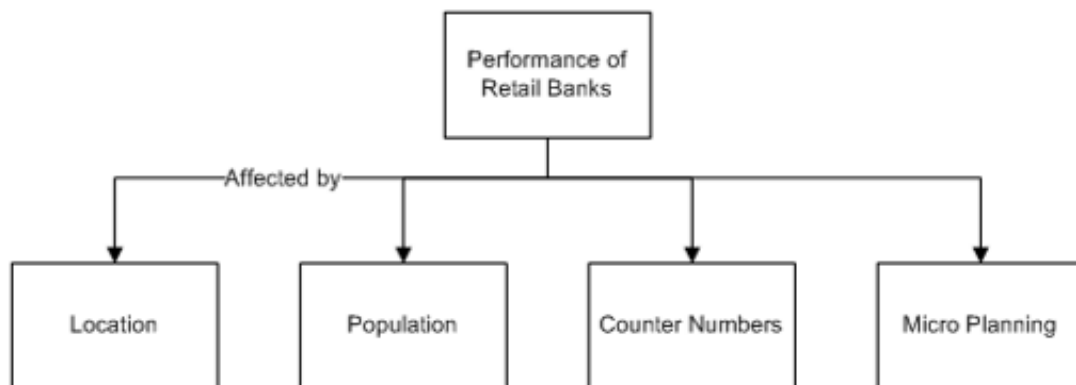 Performance of
Retail Banks
Affected by
Location
Population
Counter Numbers
Micro Planning